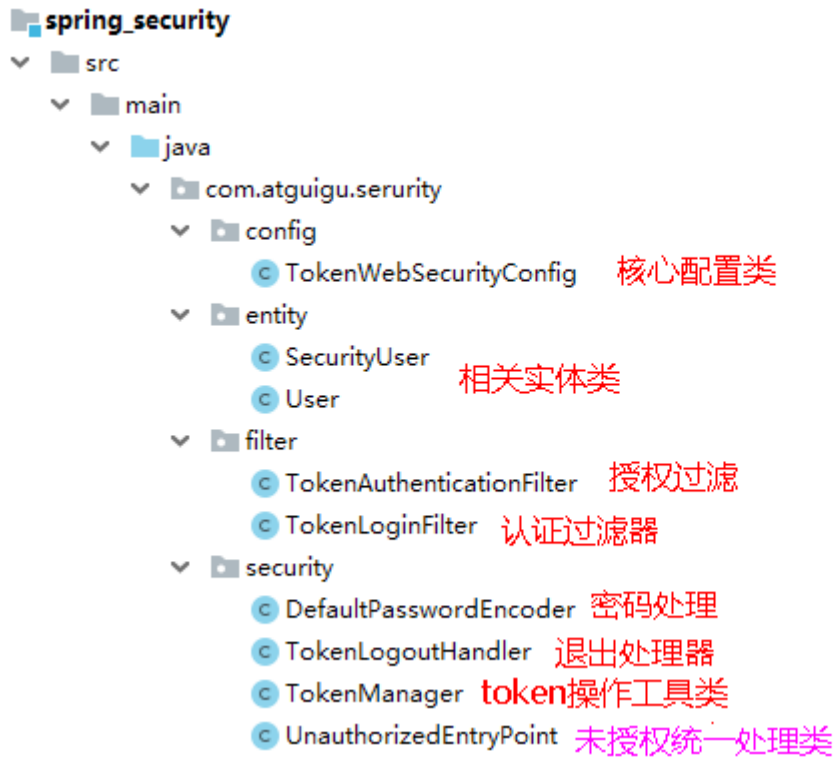 spring_security
src
main
java
com.atguigu.serurity
config
TokenWebSecurityConfig 核心配置类
entity
SecurityUser
相关实体类
User
filter
TokenAuthenticationFilter 授权过滤
TokenLoginFilter 认证过滤器
security
DefaultPasswordEncoder 密码处理
TokenLogoutHandler 退出处理器
TokenManager token操作工具类
UnauthorizedEntryPoint 未授权统一处理类